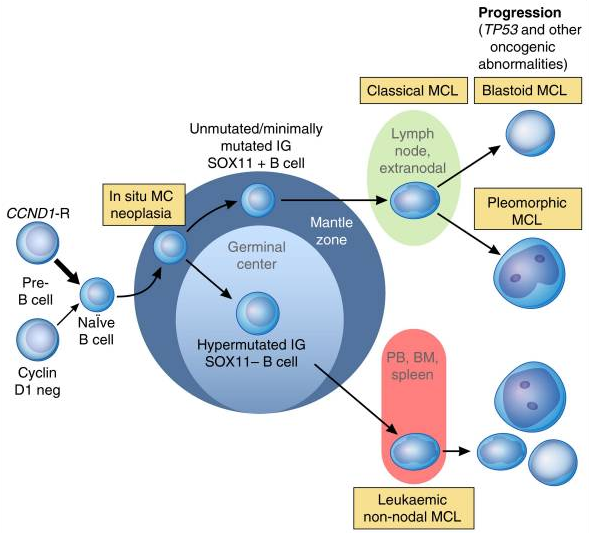 Progression
(TP53 and other
oncogenic
abnormalities)
Classical MCL
Blastoid MCL
Unmutated/minimally
mutated IG
SOX11 + B cell
Lymph
node,
extranodal
In situ MC
neoplasia
Pleomorphic
MCL
CCND1-R
Mantle
zone
Germinal
center
Pre-
B cell
NaÏve
B cell
Hypermutated IG
SOX11– B cell
PB, BM,
spleen
Cyclin
D1 neg
Leukaemic
non-nodal MCL